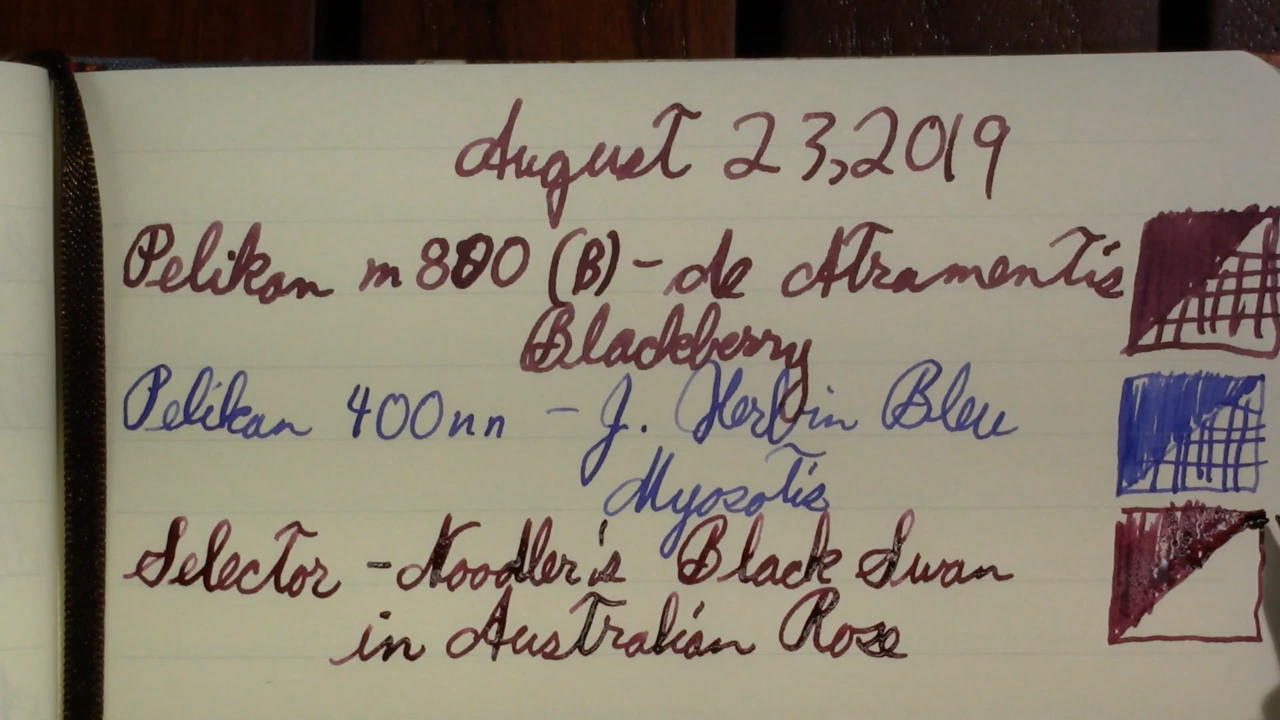 August 23, 2019
Pelikan m800 (B) - de Atramentis
Blackberry
Pelikan 400nn - J. Herbin Bleu
Myosotis
Selector - Noodler's Black Swan
in Australian Rose